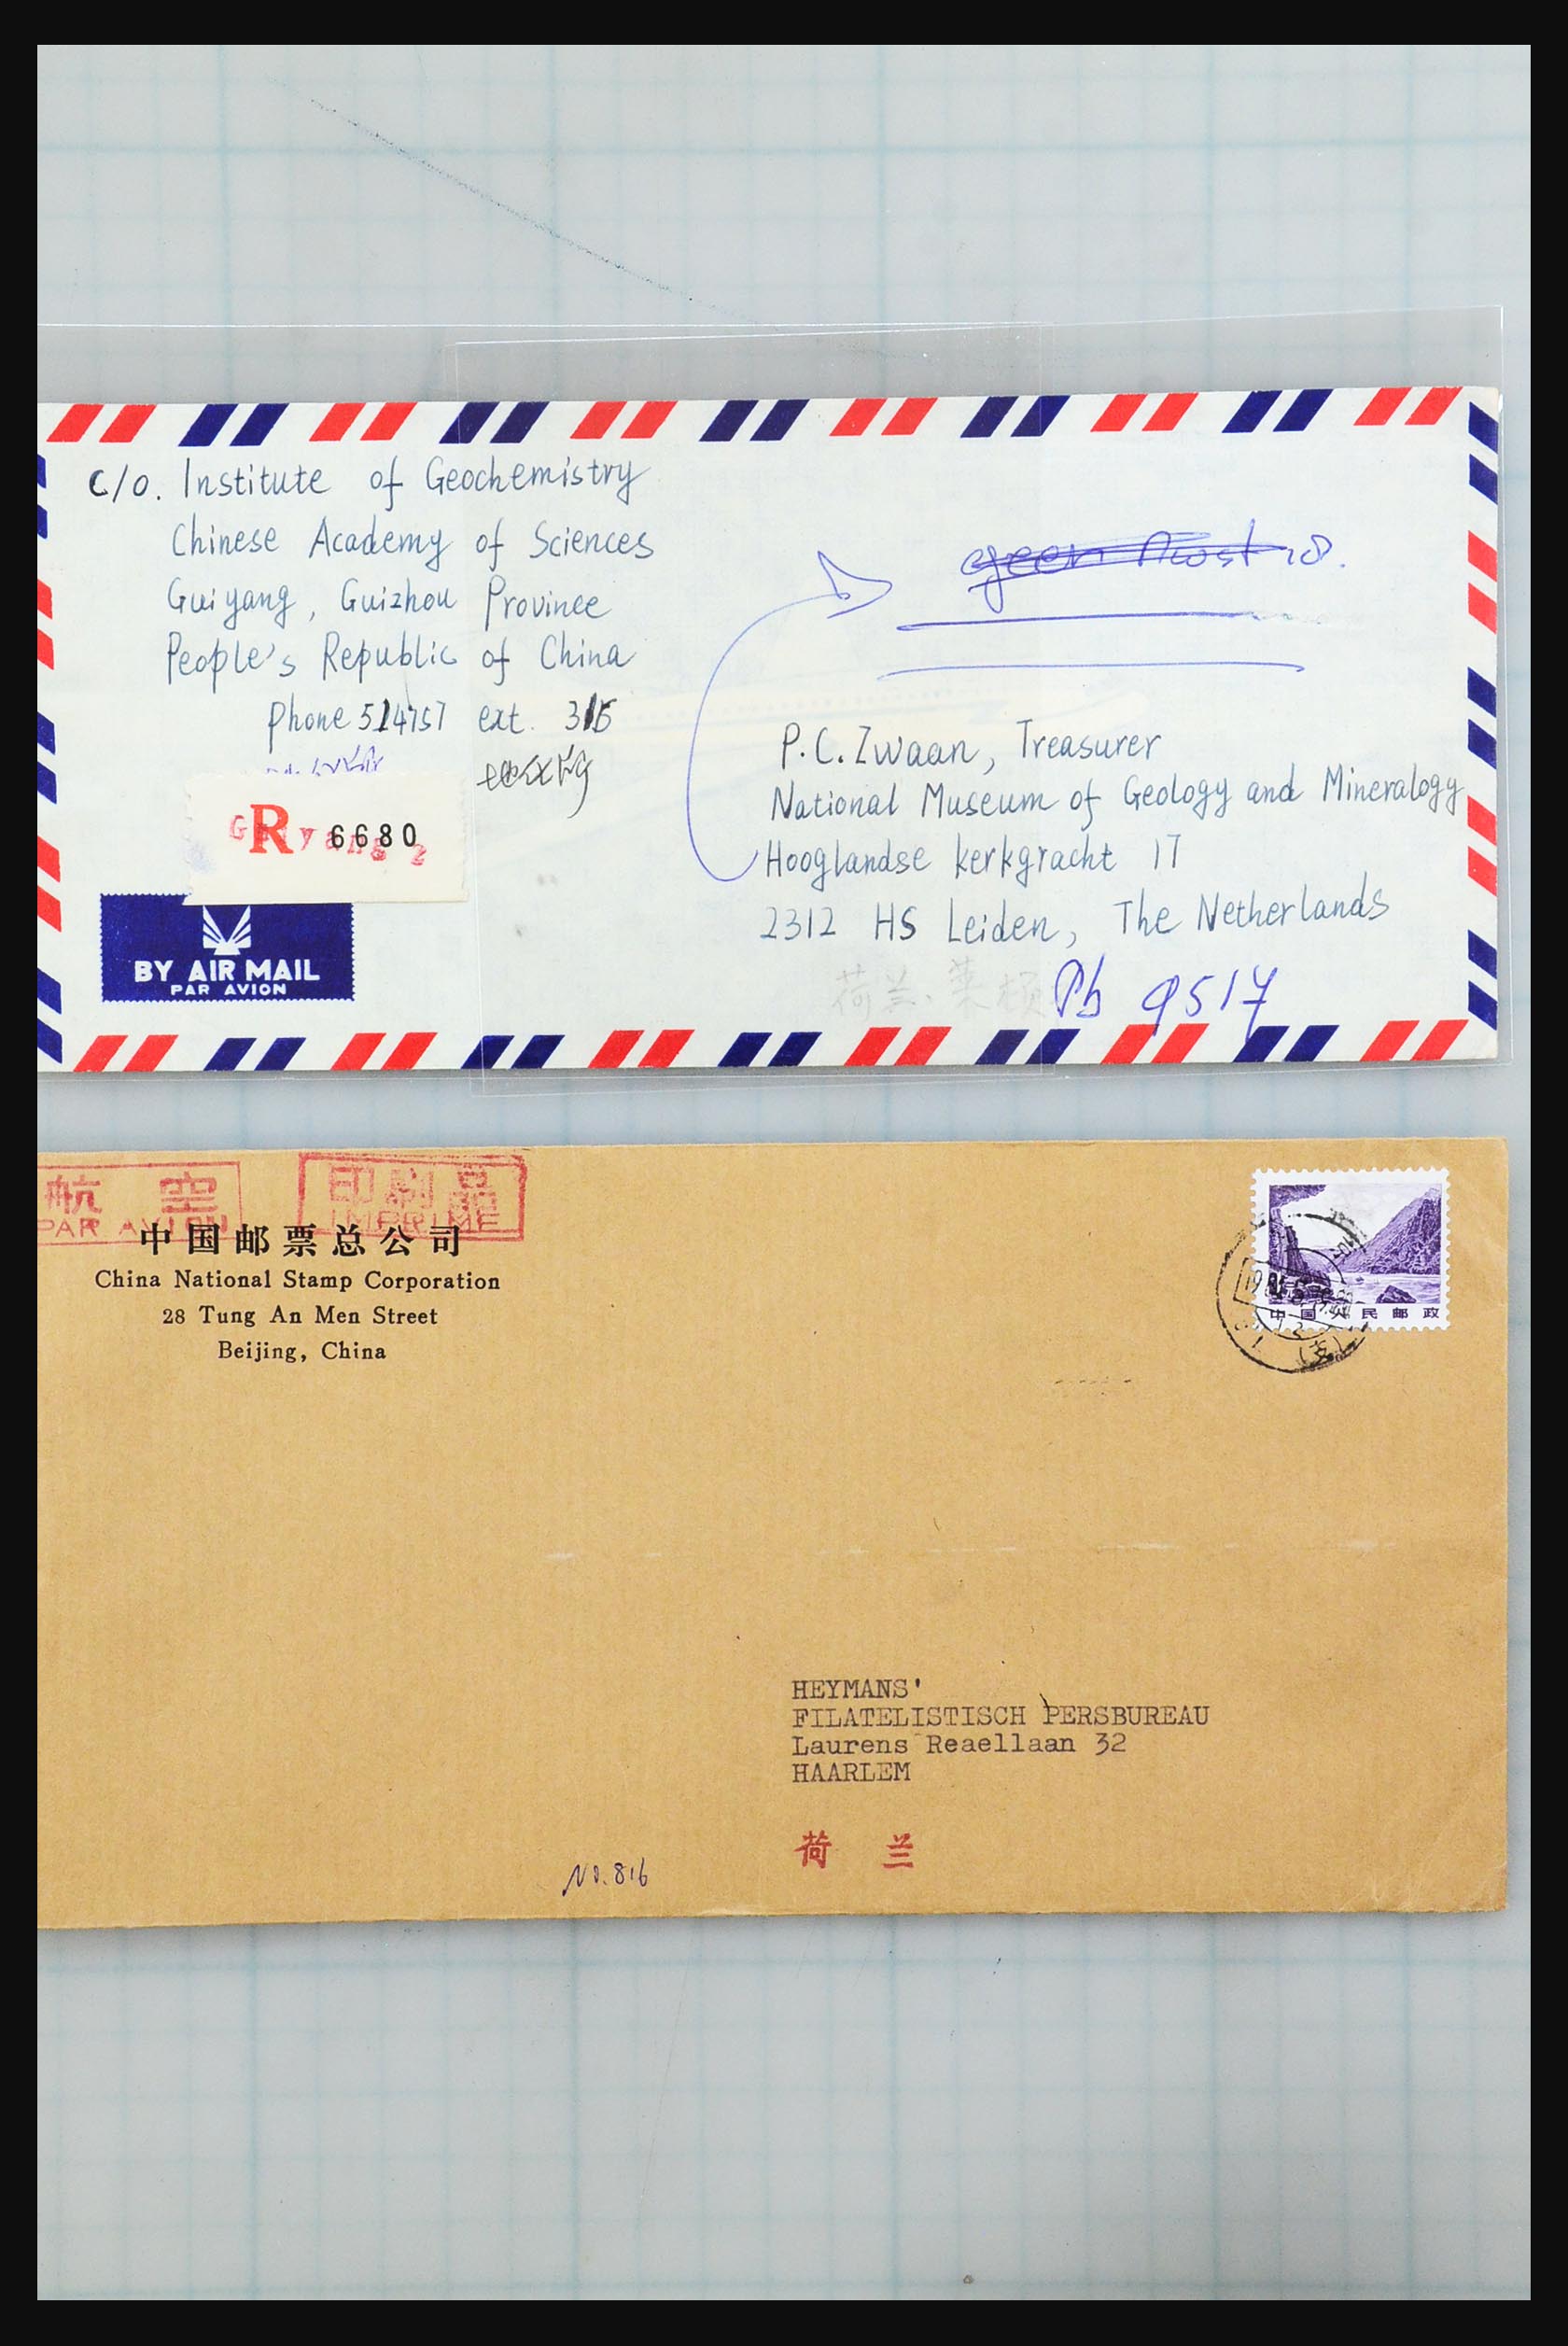 c/o. Institute of Geochemistry
Chinese Academy of Sciences
Guiyang, Guizhou Province
People's Republic of China
Phone 514757 ext. 316
R 6680
BY AIR MAIL
PAR AVION
geen
P.C. Zwaan, Treasurer
National Museum of Geology and Mineralogy
Hooglandse kerkgracht 17
2312 HS Leiden, The Netherlands
荷兰、莱顿
Pb 9517
航空
PAR AVION
印刷品
IMPRIME
中国邮票总公司
China National Stamp Corporation
28 Tung An Men Street
Beijing, China
中国人民邮政
(支)
HEYMANS'
FILATELISTISCH PERSBUREAU
Laurens Reaellaan 32
HAARLEM
荷兰
No. 816